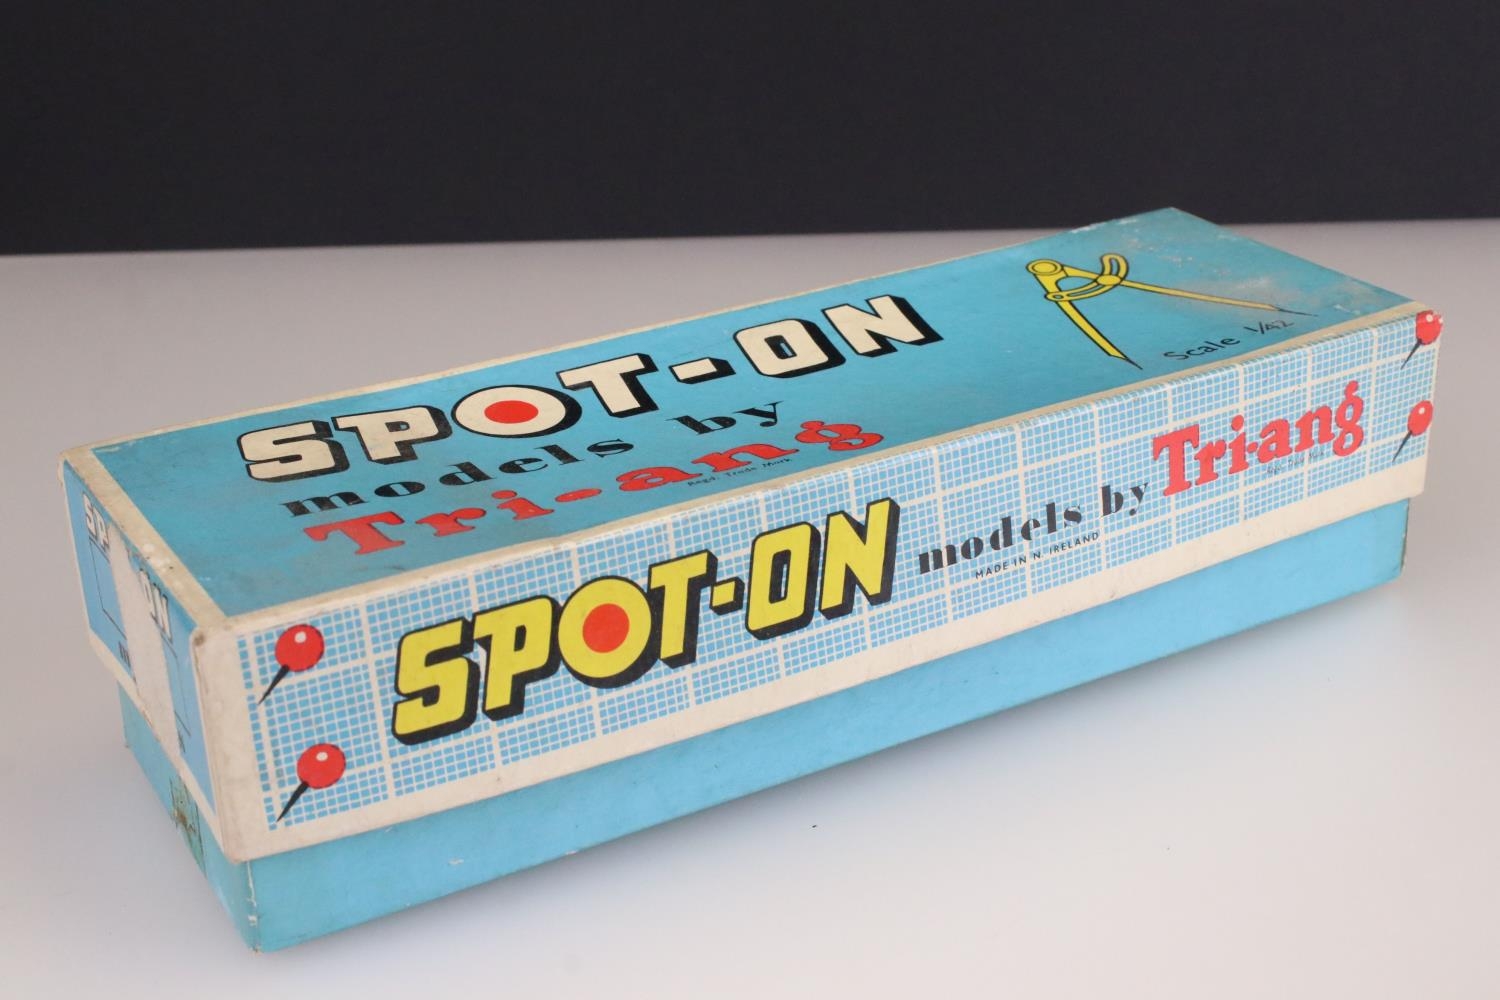 SPOT-ON
models by
Tri-ang
Regd. Trade Mark
Scale 1/42
SPOT-ON
models by
MADE IN N. IRELAND
Tri-ang